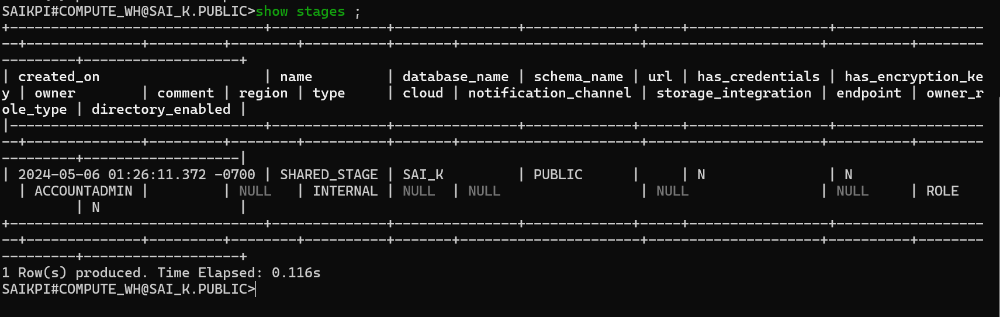 SAIKPI#COMPUTE_WH@SAI_K.PUBLIC>show stages ;
+-------------------------------+--------------+---------------+-------------+-----+-----------------+------------------
--+--------------+---------+--------+----------+-------+----------------------+---------------------+----------+--------
---------+-------------------+
| created_on                    | name         | database_name | schema_name | url | has_credentials | has_encryption_ke
y | owner        | comment | region | type     | cloud | notification_channel | storage_integration | endpoint | owner_r
ole_type | directory_enabled |
|-------------------------------+--------------+---------------+-------------+-----+-----------------+------------------
--+--------------+---------+--------+----------+-------+----------------------+---------------------+----------+--------
---------+-------------------|
| 2024-05-06 01:26:11.372 -0700 | SHARED_STAGE | SAI_K         | PUBLIC      |     | N               | N
  | ACCOUNTADMIN |         | NULL   | INTERNAL | NULL  | NULL                 | NULL                | NULL     | ROLE
         | N                 |
+-------------------------------+--------------+---------------+-------------+-----+-----------------+------------------
--+--------------+---------+--------+----------+-------+----------------------+---------------------+----------+--------
---------+-------------------+
1 Row(s) produced. Time Elapsed: 0.116s
SAIKPI#COMPUTE_WH@SAI_K.PUBLIC>